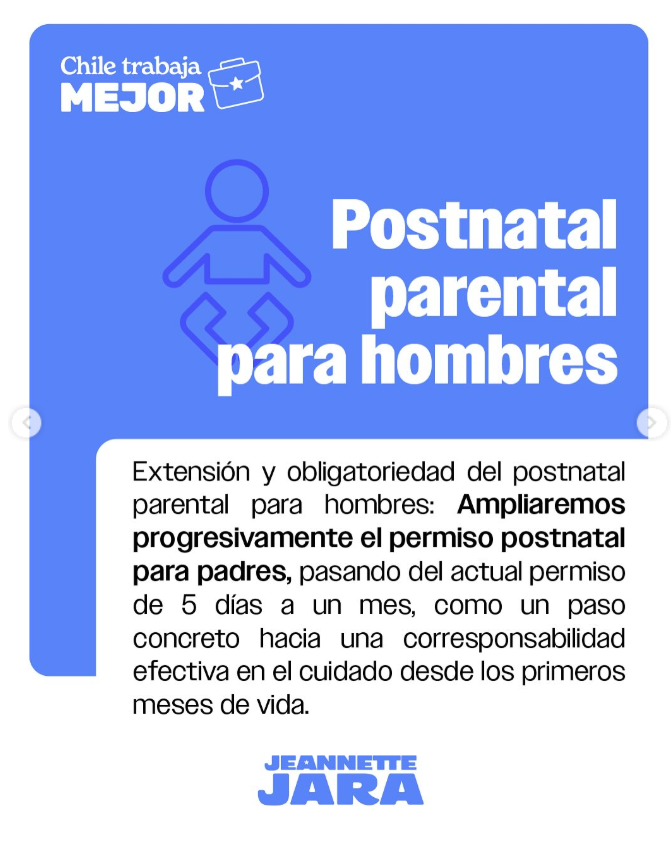 Chile trabaja
MEJOR
Postnatal
parental
para hombres
Extensión y obligatoriedad del postnatal
parental para hombres: Ampliaremos
progresivamente el permiso postnatal
para padres, pasando del actual permiso
de 5 días a un mes, como un paso
concreto hacia una corresponsabilidad
efectiva en el cuidado desde los primeros
meses de vida.
JEANNETTE
JARA